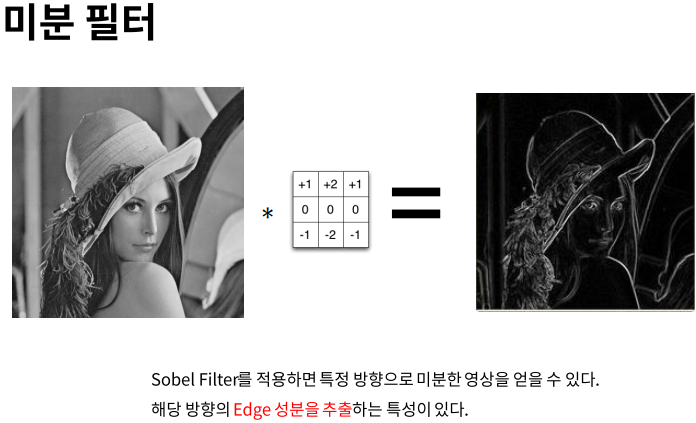 미분 필터
*
+1 +2 +1
0 0 0
-1 -2 -1
=
Sobel Filter를 적용하면 특정 방향으로 미분한 영상을 얻을 수 있다.
해당 방향의 Edge 성분을 추출하는 특성이 있다.